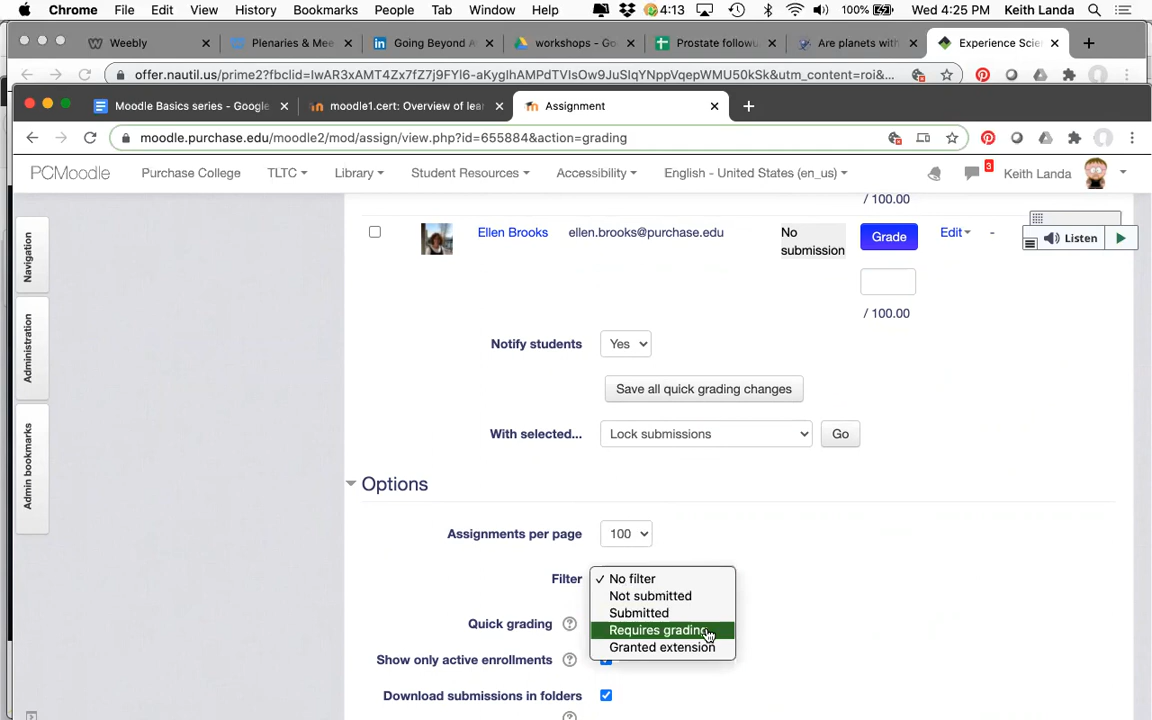 Chrome File Edit View History Bookmarks People Tab Window Help 4:13 100% Wed 4:25 PM Keith Landa
Weebly Plenaries & Mee LinkedIn Going Beyond workshops - Go Prostate follow Are planets with Experience Scie
offer.nautil.us/prime2?fbclid=IwAR3xAMT4Zx7fZ7j9FYI6-aKygIhAMPdTVIsOw9JuSIqYNppVqepWMU50kSk&utm_content=roi&...
Moodle Basics series - Google moodle1.cert: Overview of lea Assignment
moodle.purchase.edu/moodle2/mod/assign/view.php?id=655884&action=grading
PCMoodle Purchase College TLTC Library Student Resources Accessibility English - United States (en_us) 3 Keith Landa
/ 100.00
Navigation
Administration
Admin bookmarks
Ellen Brooks ellen.brooks@purchase.edu No submission Grade Edit - Listen
/ 100.00
Notify students Yes
Save all quick grading changes
With selected... Lock submissions Go
Options
Assignments per page 100
Filter ✓ No filter
Not submitted
Submitted
Requires grading
Granted extension
Quick grading
Show only active enrollments
Download submissions in folders